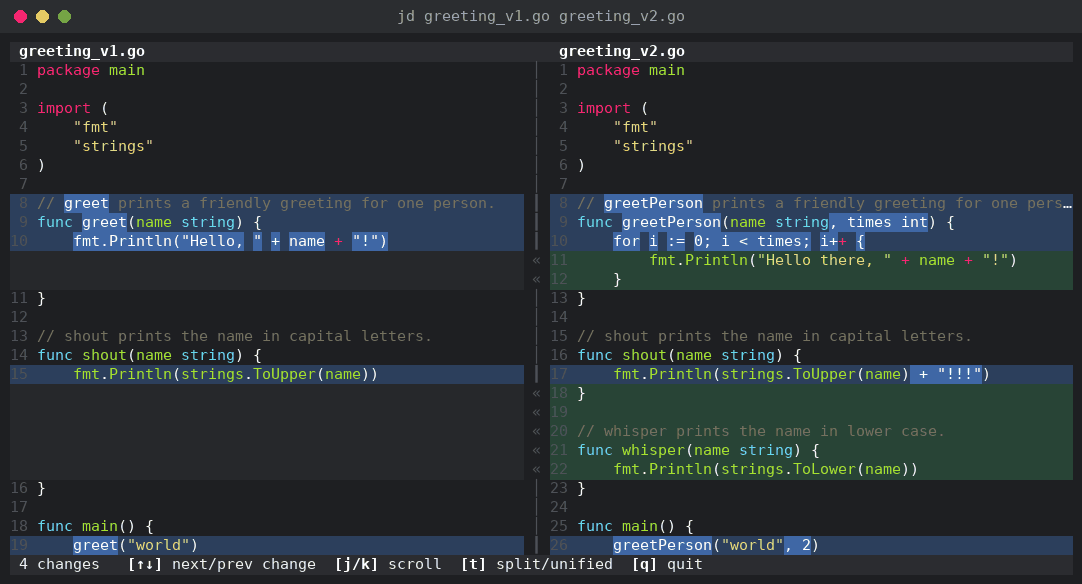 jd greeting_v1.go greeting_v2.go
greeting_v1.go
1 package main
2
3 import (
4     "fmt"
5     "strings"
6 )
7
8 // greet prints a friendly greeting for one person.
9 func greet(name string) {
10     fmt.Println("Hello, " + name + "!")
11 }
12
13 // shout prints the name in capital letters.
14 func shout(name string) {
15     fmt.Println(strings.ToUpper(name))
16 }
17
18 func main() {
19     greet("world")
greeting_v2.go
│ 1 package main
│ 2
│ 3 import (
│ 4     "fmt"
│ 5     "strings"
│ 6 )
│ 7
┃ 8 // greetPerson prints a friendly greeting for one pers…
┃ 9 func greetPerson(name string, times int) {
┃ 10     for i := 0; i < times; i++ {
« 11         fmt.Println("Hello there, " + name + "!")
« 12     }
│ 13 }
│ 14
│ 15 // shout prints the name in capital letters.
│ 16 func shout(name string) {
┃ 17     fmt.Println(strings.ToUpper(name) + "!!!")
« 18 }
« 19
« 20 // whisper prints the name in lower case.
« 21 func whisper(name string) {
« 22     fmt.Println(strings.ToLower(name))
│ 23 }
│ 24
│ 25 func main() {
┃ 26     greetPerson("world", 2)
4 changes   [↑↓] next/prev change  [j/k] scroll  [t] split/unified  [q] quit